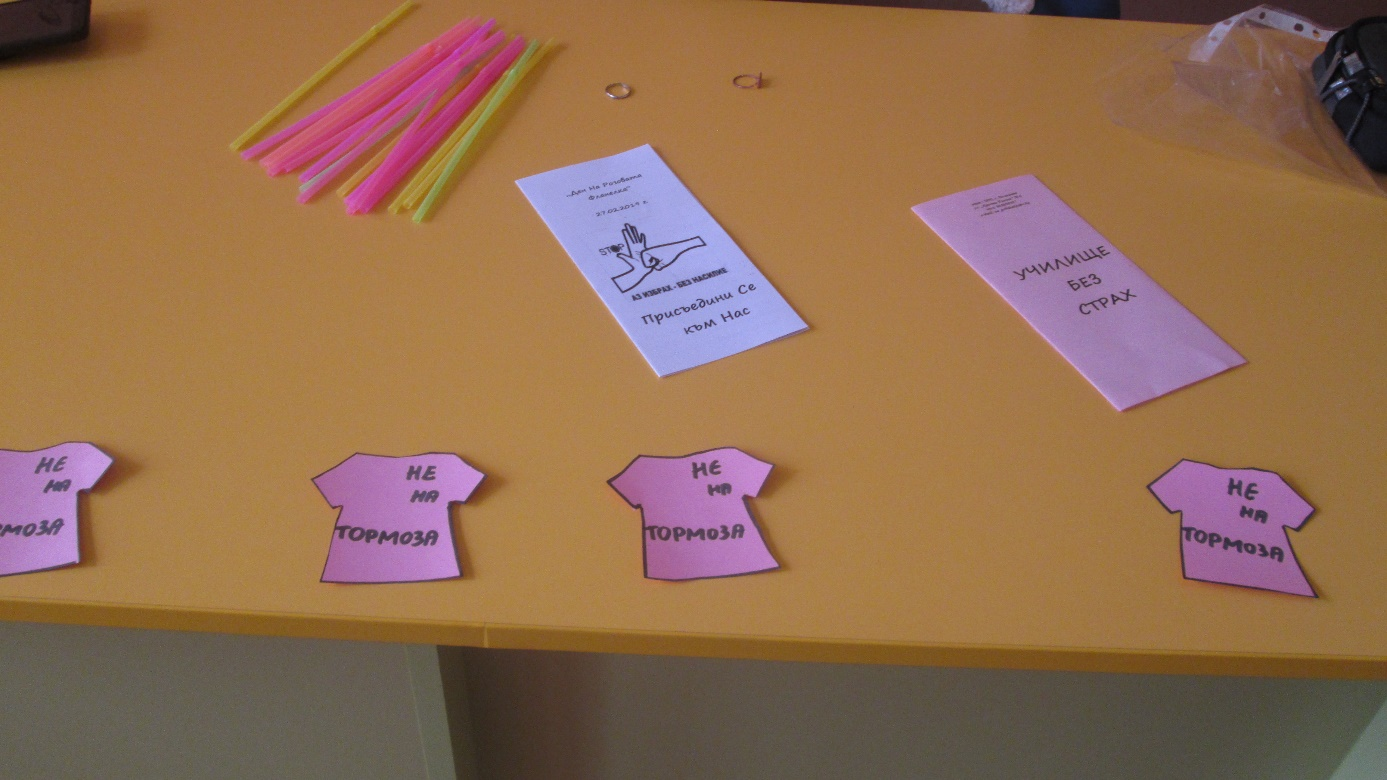 „Ден На Розовата
Фланелка"
27.02.2019 г.
STOP
АЗ ИЗБРАХ - БЕЗ НАСИЛИЕ
Присъедини Се
към Нас
УЧИЛИЩЕ
БЕЗ
СТРАХ
НЕ
НА
ТОРМОЗА
НЕ
НА
ТОРМОЗА
НЕ
НА
ТОРМОЗА
НЕ
НА
ТОРМОЗА